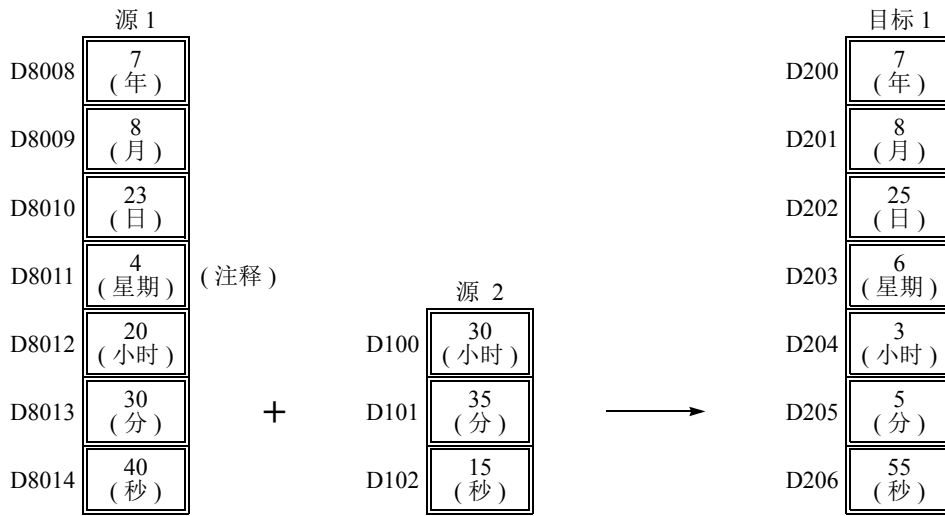 源 1
目标 1
D8008
7
( 年 )
D200
7
( 年 )
D8009
8
( 月 )
D201
8
( 月 )
D8010
23
( 日 )
D202
25
( 日 )
D8011
4
( 星期 )
( 注释 )
D203
6
( 星期 )
源 2
D8012
20
( 小时 )
D100
30
( 小时 )
D204
3
( 小时 )
D8013
30
( 分 )
+
D101
35
( 分 )
D205
5
( 分 )
D8014
40
( 秒 )
D102
15
( 秒 )
D206
55
( 秒 )